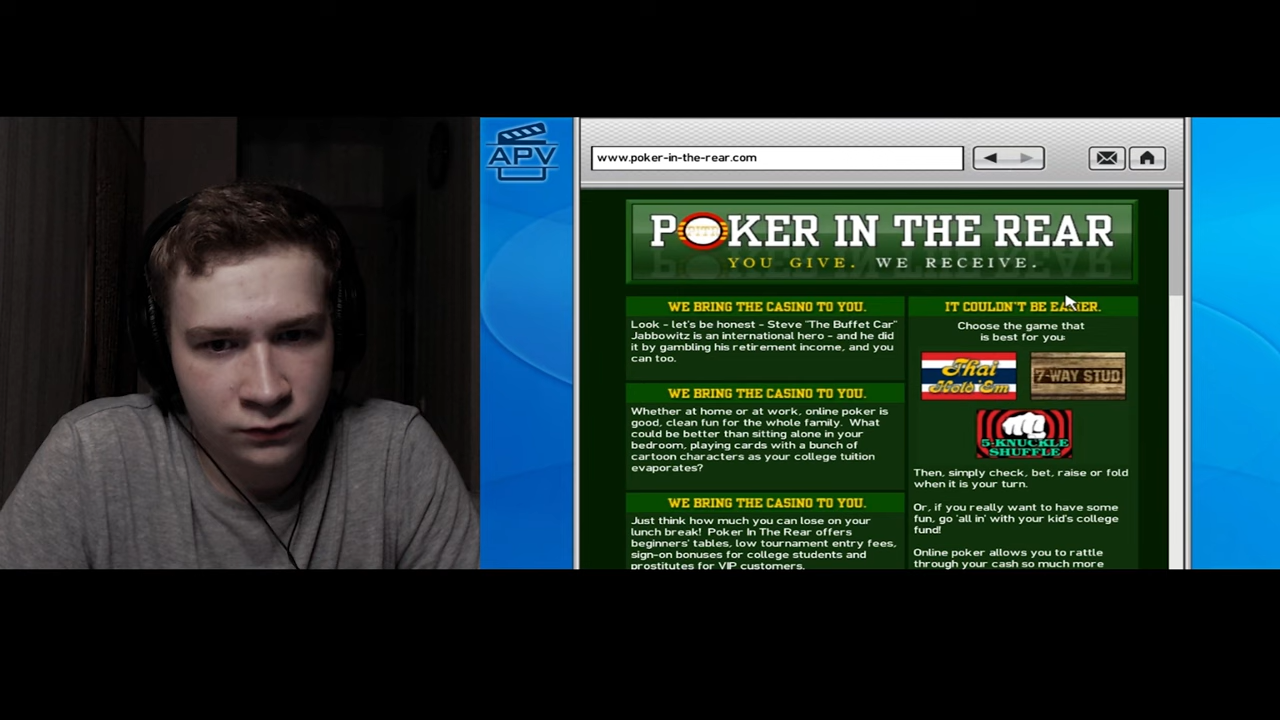 APV
www.poker-in-the-rear.com
POKER IN THE REAR
YOU GIVE. WE RECEIVE.
WE BRING THE CASINO TO YOU.
Look - let's be honest - Steve "The Buffet Car"
Jabbowitz is an international hero - and he did
it by gambling his retirement income, and you
can too.
WE BRING THE CASINO TO YOU.
Whether at home or at work, online poker is
good, clean fun for the whole family. What
could be better than sitting alone in your
bedroom, playing cards with a bunch of
cartoon characters as your college tuition
evaporates?
WE BRING THE CASINO TO YOU.
Just think how much you can lose on your
lunch break! Poker In The Rear offers
beginners' tables, low tournament entry fees,
sign-on bonuses for college students and
prostitutes for VIP customers.
IT COULDN'T BE EASIER.
Choose the game that
is best for you:
Thai
Hold 'Em
7-WAY STUD
5-KNUCKLE
SHUFFLE
Then, simply check, bet, raise or fold
when it is your turn.
Or, if you really want to have some
fun, go 'all in' with your kid's college
fund!
Online poker allows you to rattle
through your cash so much more